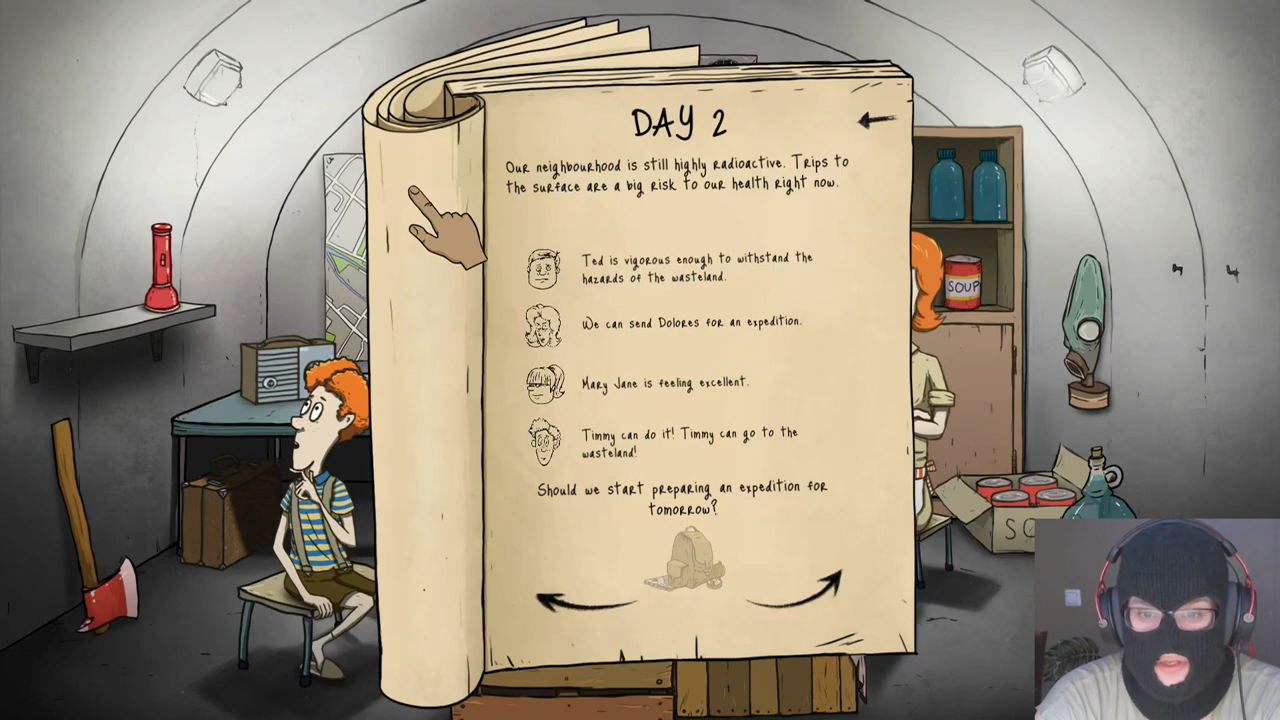 DAY 2
Our neighbourhood is still highly radioactive. Trips to
the surface are a big risk to our health right now.
Ted is vigorous enough to withstand the
hazards of the wasteland.
We can send Dolores for an expedition.
Mary Jane is feeling excellent.
Timmy can do it! Timmy can go to the
wasteland!
Should we start preparing an expedition for
tomorrow?
SOUP
SO